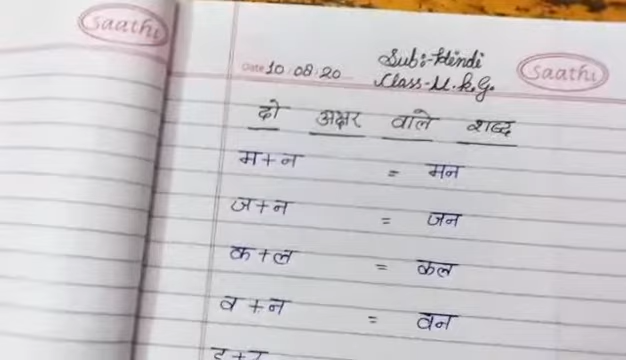 Saathi
Date 10.08.20 Sub:-Hindi Saathi
Class-U.K.G.
दो अक्षर वाले शब्द
म+न = मन
ज+न = जन
क+ल = कल
व+न = वन